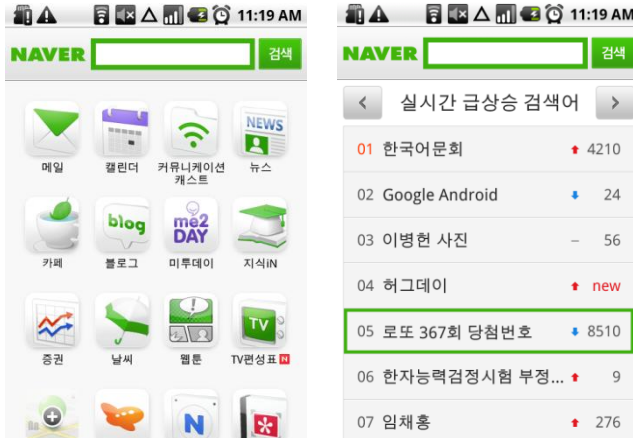 11:19 AM
NAVER 검색
메일 캘린더 커뮤니케이션 캐스트 뉴스
NEWS
카페 블로그 미투데이 지식iN
blog me2 DAY
증권 날씨 웹툰 TV편성표 N
TV
N
11:19 AM
NAVER 검색
< 실시간 급상승 검색어 >
01 한국어문회 4210
02 Google Android 24
03 이병헌 사진 – 56
04 허그데이 new
05 로또 367회 당첨번호 8510
06 한자능력검정시험 부정... 9
07 임채홍 276